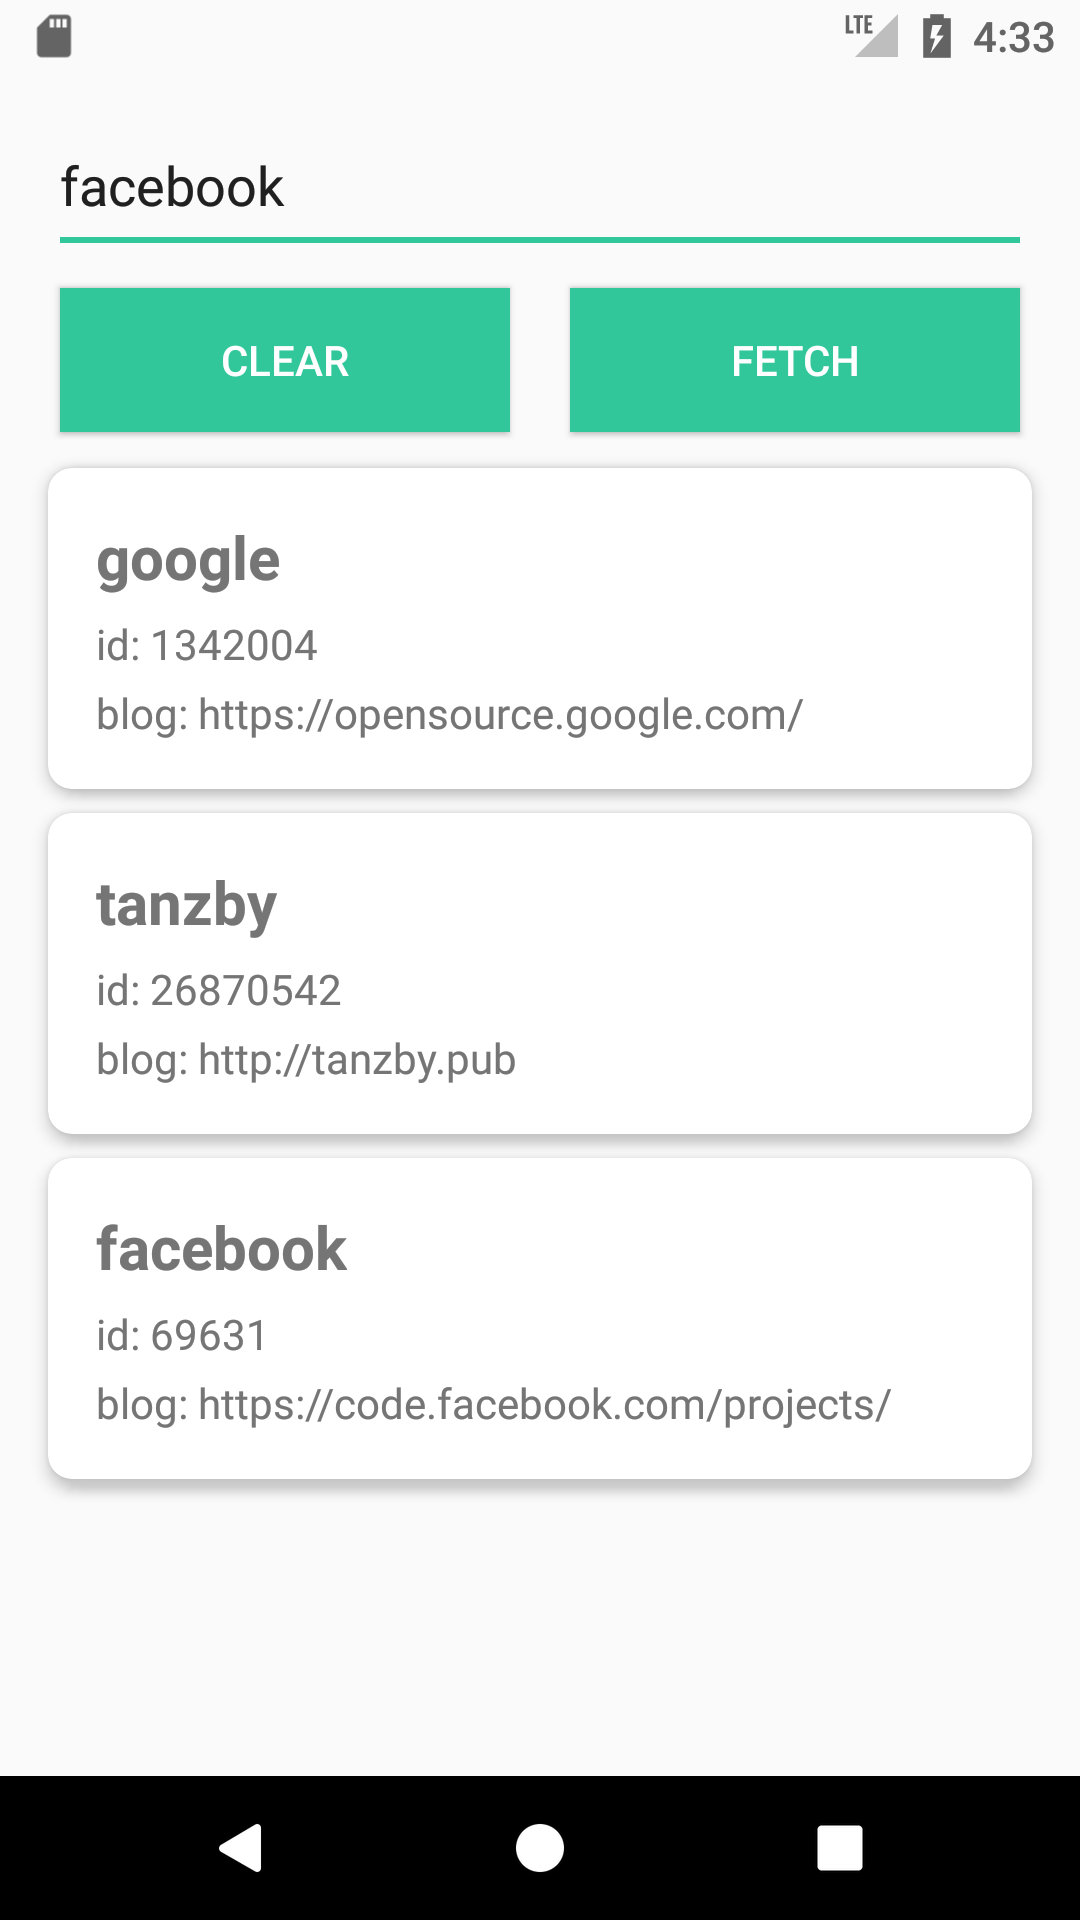 LTE 4:33
facebook
CLEAR FETCH
google
id: 1342004
blog: https://opensource.google.com/
tanzby
id: 26870542
blog: http://tanzby.pub
facebook
id: 69631
blog: https://code.facebook.com/projects/